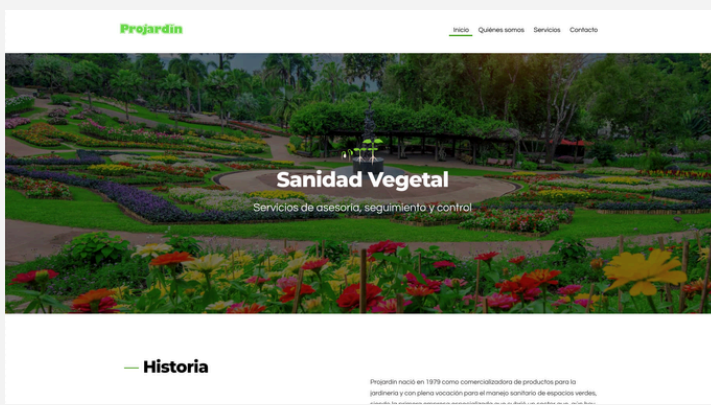 Projardín
Inicio Quiénes somos Servicios Contacto
Sanidad Vegetal
Servicios de asesoría, seguimiento y control
Historia
Projardín nació en 1979 como comercializadora de productos para la
jardinería y con plena vocación para el manejo sanitario de espacios verdes,